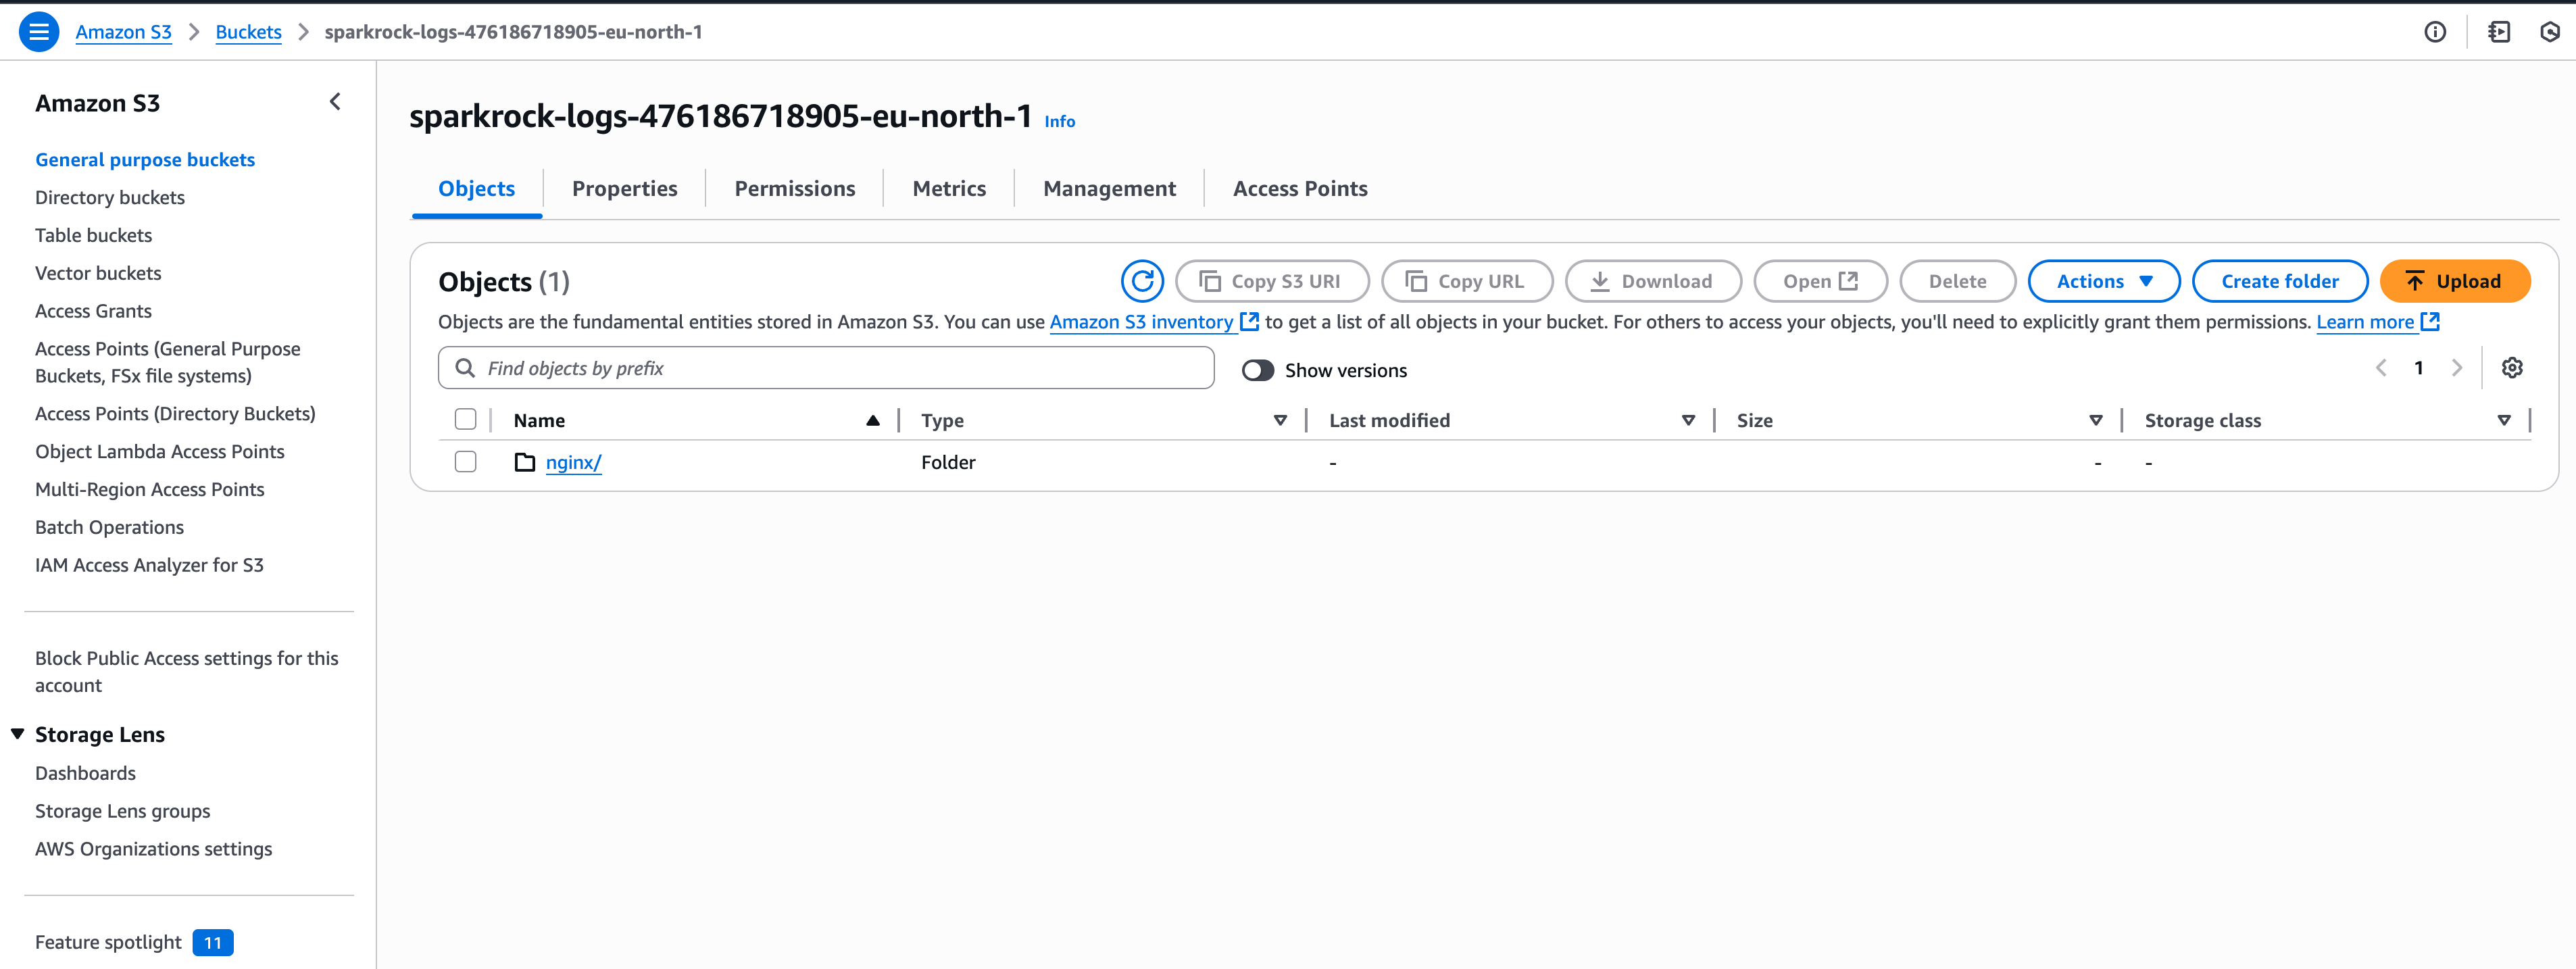 Amazon S3 > Buckets > sparkrock-logs-476186718905-eu-north-1
Amazon S3
General purpose buckets
Directory buckets
Table buckets
Vector buckets
Access Grants
Access Points (General Purpose
Buckets, FSx file systems)
Access Points (Directory Buckets)
Object Lambda Access Points
Multi-Region Access Points
Batch Operations
IAM Access Analyzer for S3
Block Public Access settings for this
account
Storage Lens
Dashboards
Storage Lens groups
AWS Organizations settings
Feature spotlight 11
sparkrock-logs-476186718905-eu-north-1 Info
Objects Properties Permissions Metrics Management Access Points
Objects (1) Copy S3 URI Copy URL Download Open Delete Actions Create folder Upload
Objects are the fundamental entities stored in Amazon S3. You can use Amazon S3 inventory to get a list of all objects in your bucket. For others to access your objects, you'll need to explicitly grant them permissions. Learn more
Find objects by prefix Show versions 1
Name Type Last modified Size Storage class
nginx/ Folder - - -